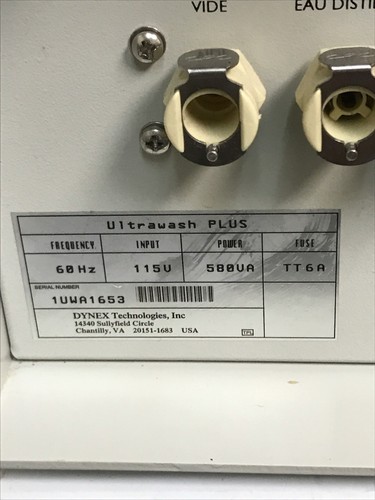 VIDE
EAU DISTI
Ultrawash PLUS
FREQUENCY INPUT POWER FUSE
60Hz 115V 580VA TT6A
SERIAL NUMBER
1UWA1653
DYNEX Technologies, Inc
14340 Sullyfield Circle
Chantilly, VA 20151-1683 USA